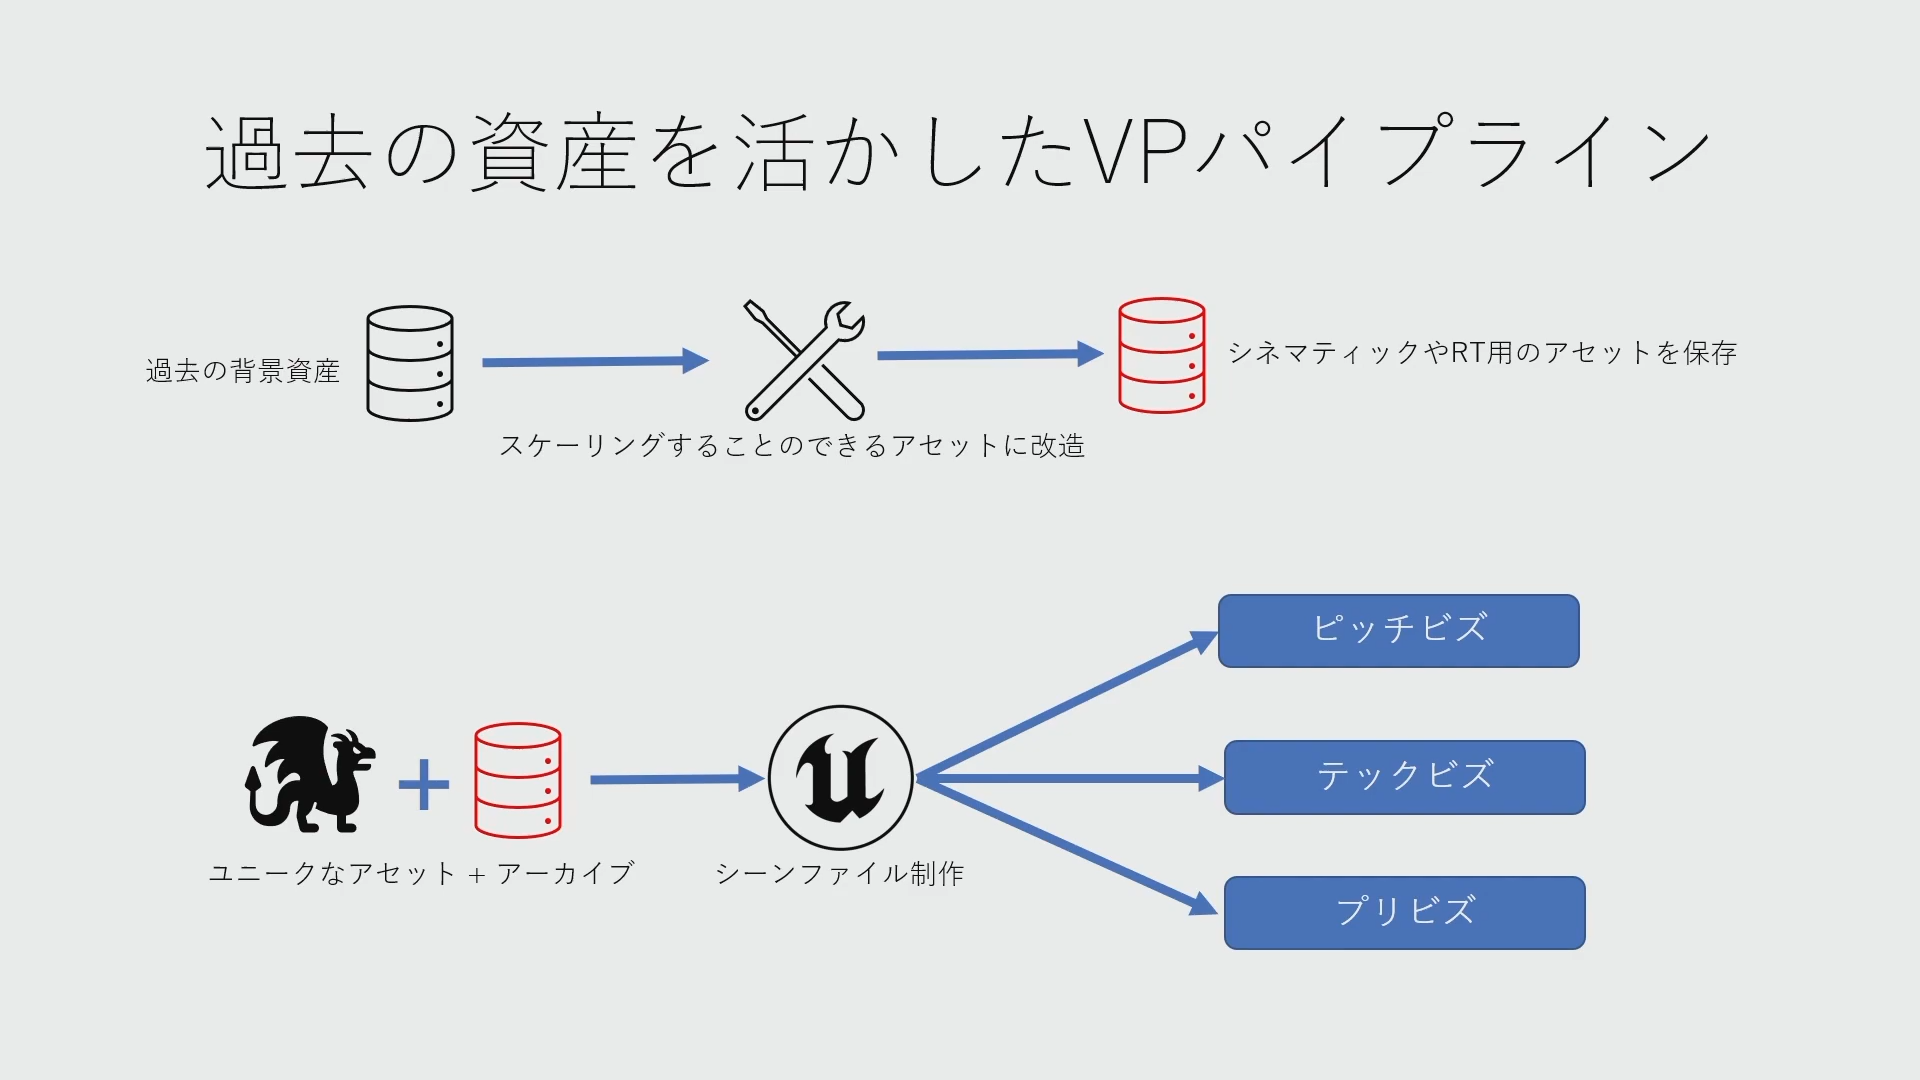 過去の資産を活かしたVPパイプライン
過去の背景資産
シネマティックやRT用のアセットを保存
スケーリングすることのできるアセットに改造
ピッチビズ
テックビズ
プリビズ
ユニークなアセット + アーカイブ
シーンファイル制作